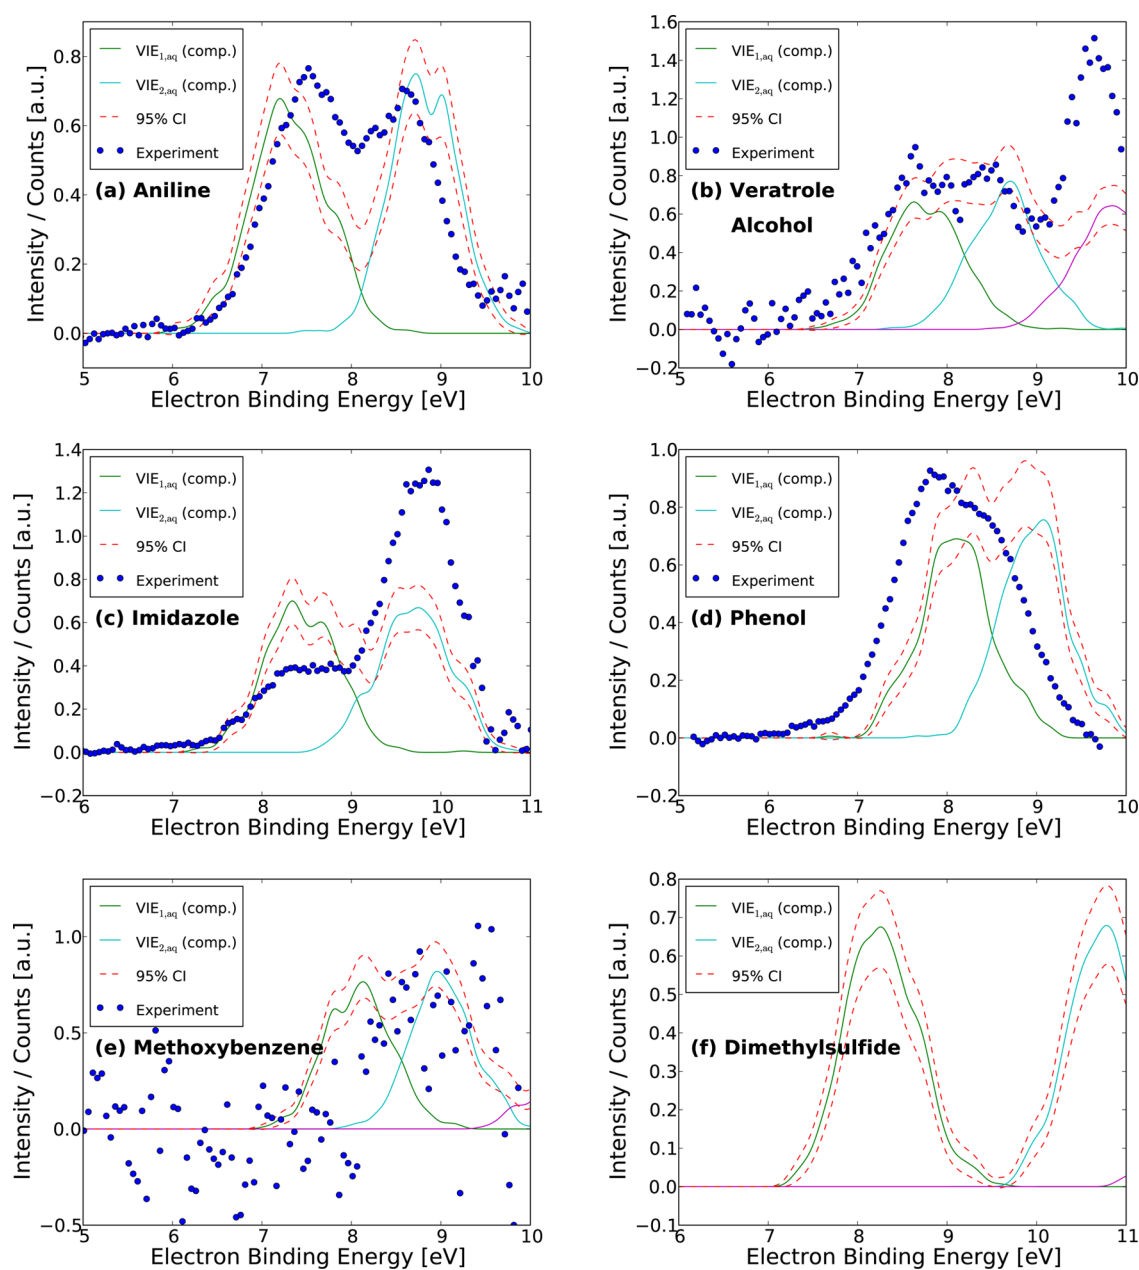 Intensity / Counts [a.u.]
0.8
0.6
0.4
0.2
0.0
VIE1,aq (comp.)
VIE2,aq (comp.)
95% CI
Experiment
(a) Aniline
5 6 7 8 9 10
Electron Binding Energy [eV]
Intensity / Counts [a.u.]
1.6
1.4
1.2
1.0
0.8
0.6
0.4
0.2
0.0
−0.2
VIE1,aq (comp.)
VIE2,aq (comp.)
95% CI
Experiment
(b) Veratrole
Alcohol
5 6 7 8 9 10
Electron Binding Energy [eV]
Intensity / Counts [a.u.]
1.4
1.2
1.0
0.8
0.6
0.4
0.2
0.0
−0.2
VIE1,aq (comp.)
VIE2,aq (comp.)
95% CI
Experiment
(c) Imidazole
6 7 8 9 10 11
Electron Binding Energy [eV]
Intensity / Counts [a.u.]
1.0
0.8
0.6
0.4
0.2
0.0
−0.2
VIE1,aq (comp.)
VIE2,aq (comp.)
95% CI
Experiment
(d) Phenol
5 6 7 8 9 10
Electron Binding Energy [eV]
Intensity / Counts [a.u.]
1.0
0.5
0.0
−0.5
VIE1,aq (comp.)
VIE2,aq (comp.)
95% CI
Experiment
(e) Methoxybenzene
5 6 7 8 9 10
Electron Binding Energy [eV]
Intensity / Counts [a.u.]
0.8
0.7
0.6
0.5
0.4
0.3
0.2
0.1
0.0
−0.1
VIE1,aq (comp.)
VIE2,aq (comp.)
95% CI
(f) Dimethylsulfide
6 7 8 9 10 11
Electron Binding Energy [eV]